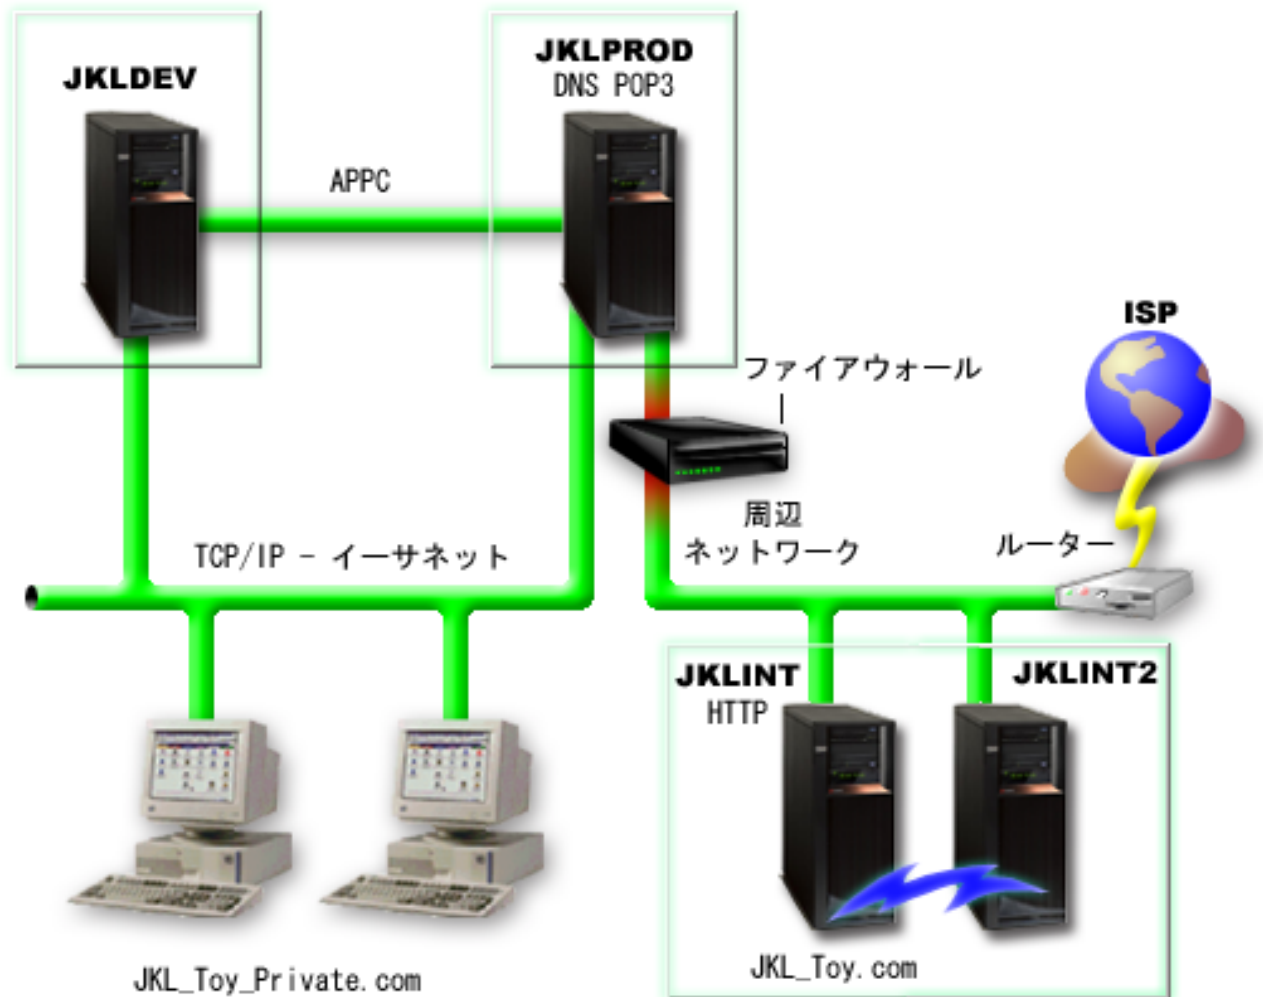 JKLDEV
JKLPROD
DNS POP3
APPC
ISP
ファイアウォール
周辺
ネットワーク
ルーター
TCP/IP - イーサネット
JKLINT
HTTP
JKLINT2
JKL_Toy_Private.com
JKL_Toy.com